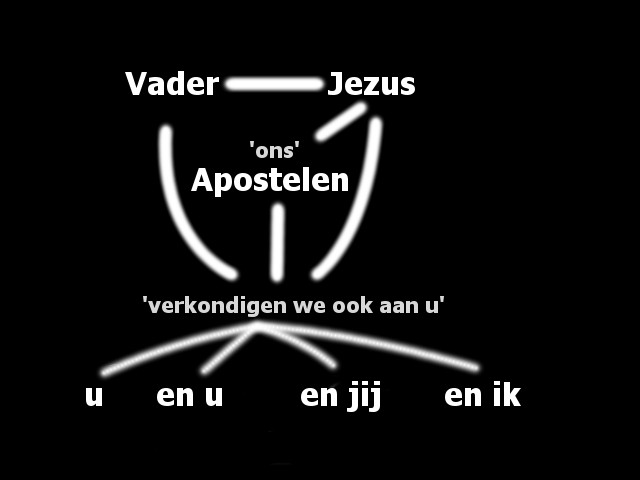 Vader Jezus
'ons'
Apostelen
'verkondigen we ook aan u'
u en u en jij en ik